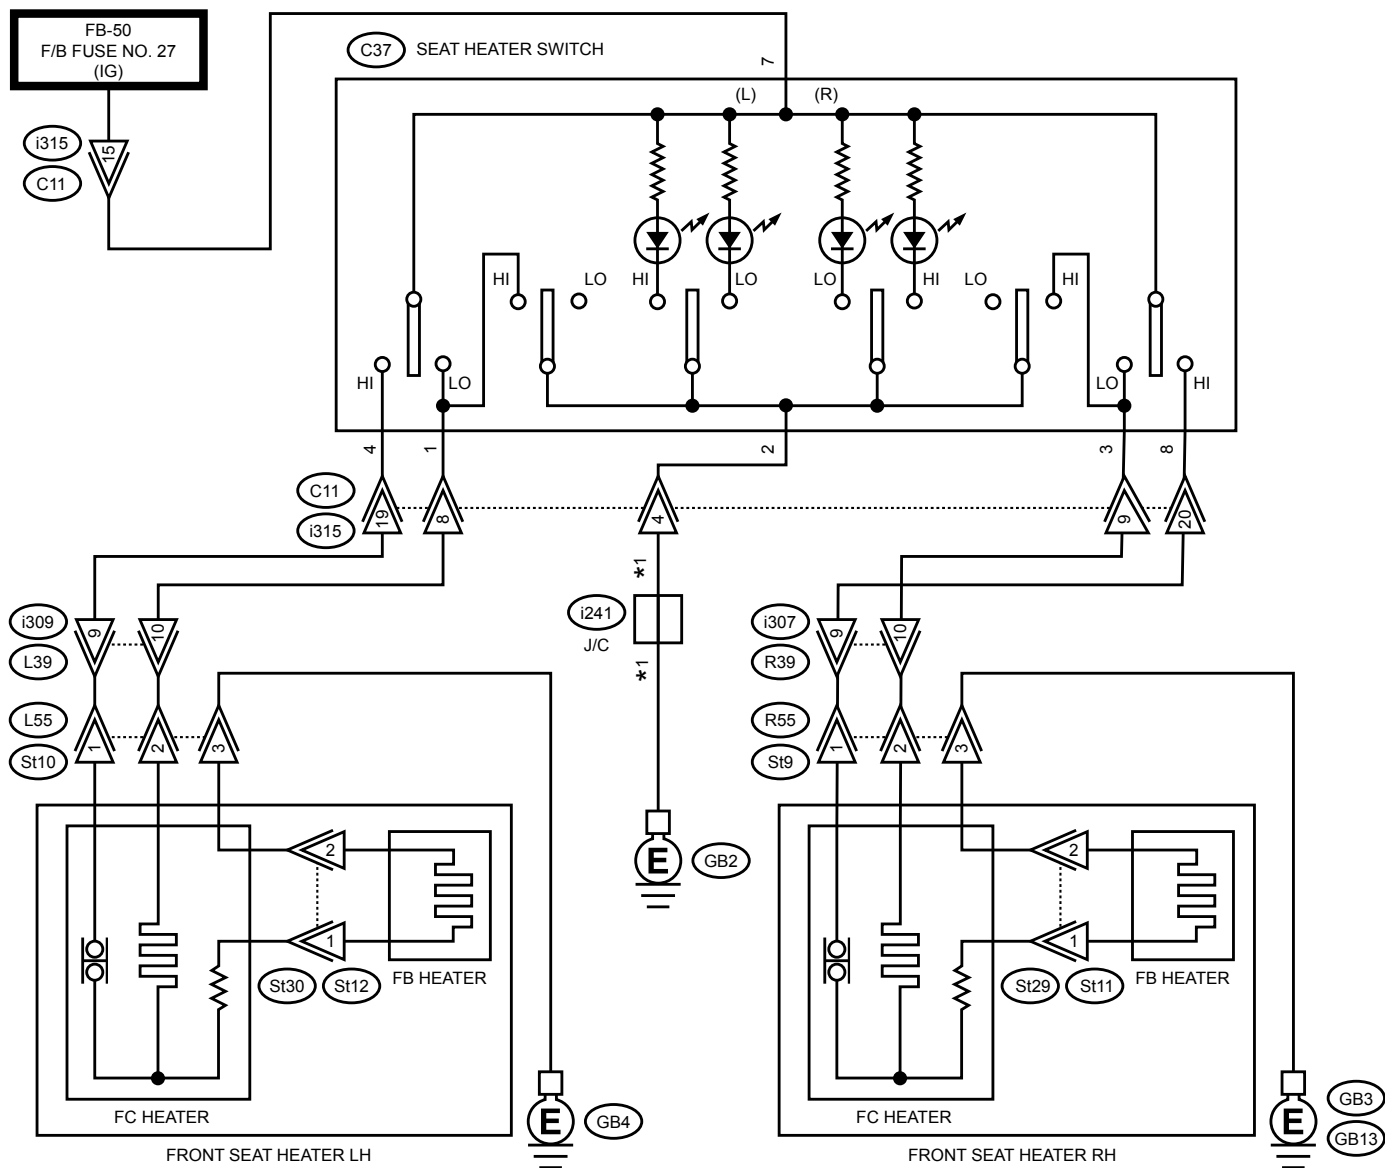 FB-50
F/B FUSE NO. 27
(IG)
C37 SEAT HEATER SWITCH
7
(L) (R)
i315
15
C11
HI LO HI LO LO HI LO HI
HI LO LO HI
4 1 2 3 8
C11
i315
19 8 4 9 20
*1
i241
J/C
*1
i309
9 10
L39
L55
St10
1 2 3
i307
9 10
R39
R55
St9
1 2 3
E
GB2
2
1
FB HEATER
St30 St12
FC HEATER
FRONT SEAT HEATER LH
E
GB4
2
1
FB HEATER
St29 St11
FC HEATER
FRONT SEAT HEATER RH
E
GB3
GB13